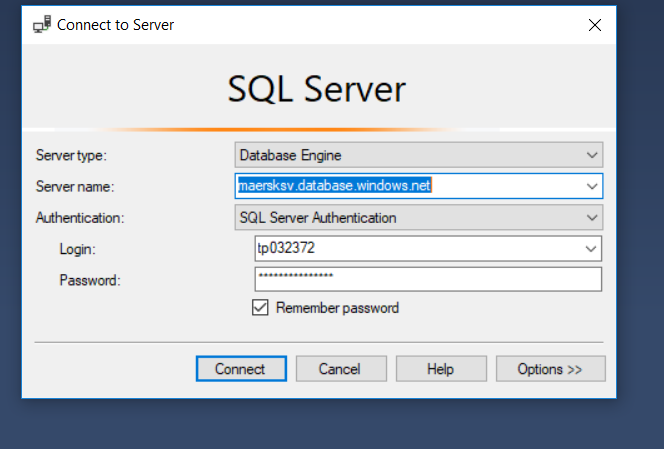 Connect to Server
SQL Server
Server type: Database Engine
Server name: maersksv.database.windows.net
Authentication: SQL Server Authentication
Login: tp032372
Password: ***************
Remember password
Connect Cancel Help Options >>